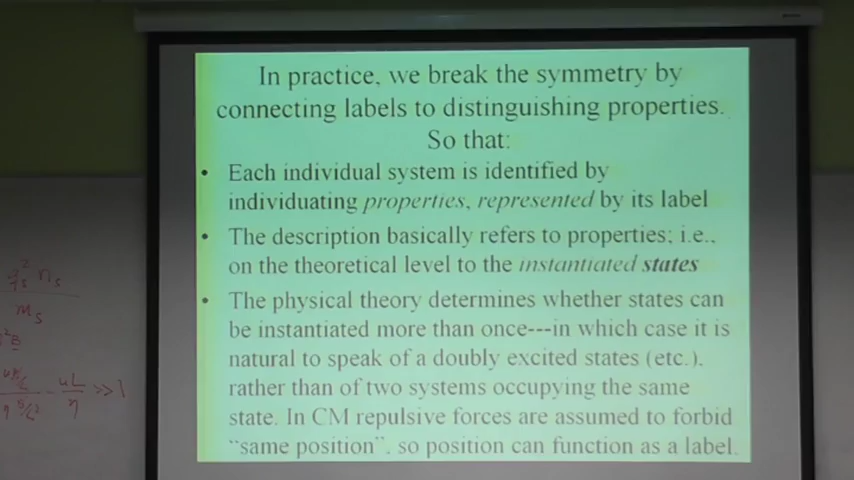 In practice, we break the symmetry by
connecting labels to distinguishing properties.
So that:
• Each individual system is identified by
individuating properties, represented by its label
• The description basically refers to properties; i.e.,
on the theoretical level to the instantiated states
• The physical theory determines whether states can
be instantiated more than once---in which case it is
natural to speak of a doubly excited states (etc.),
rather than of two systems occupying the same
state. In CM repulsive forces are assumed to forbid
“same position”, so position can function as a label.
m_s
>> 1